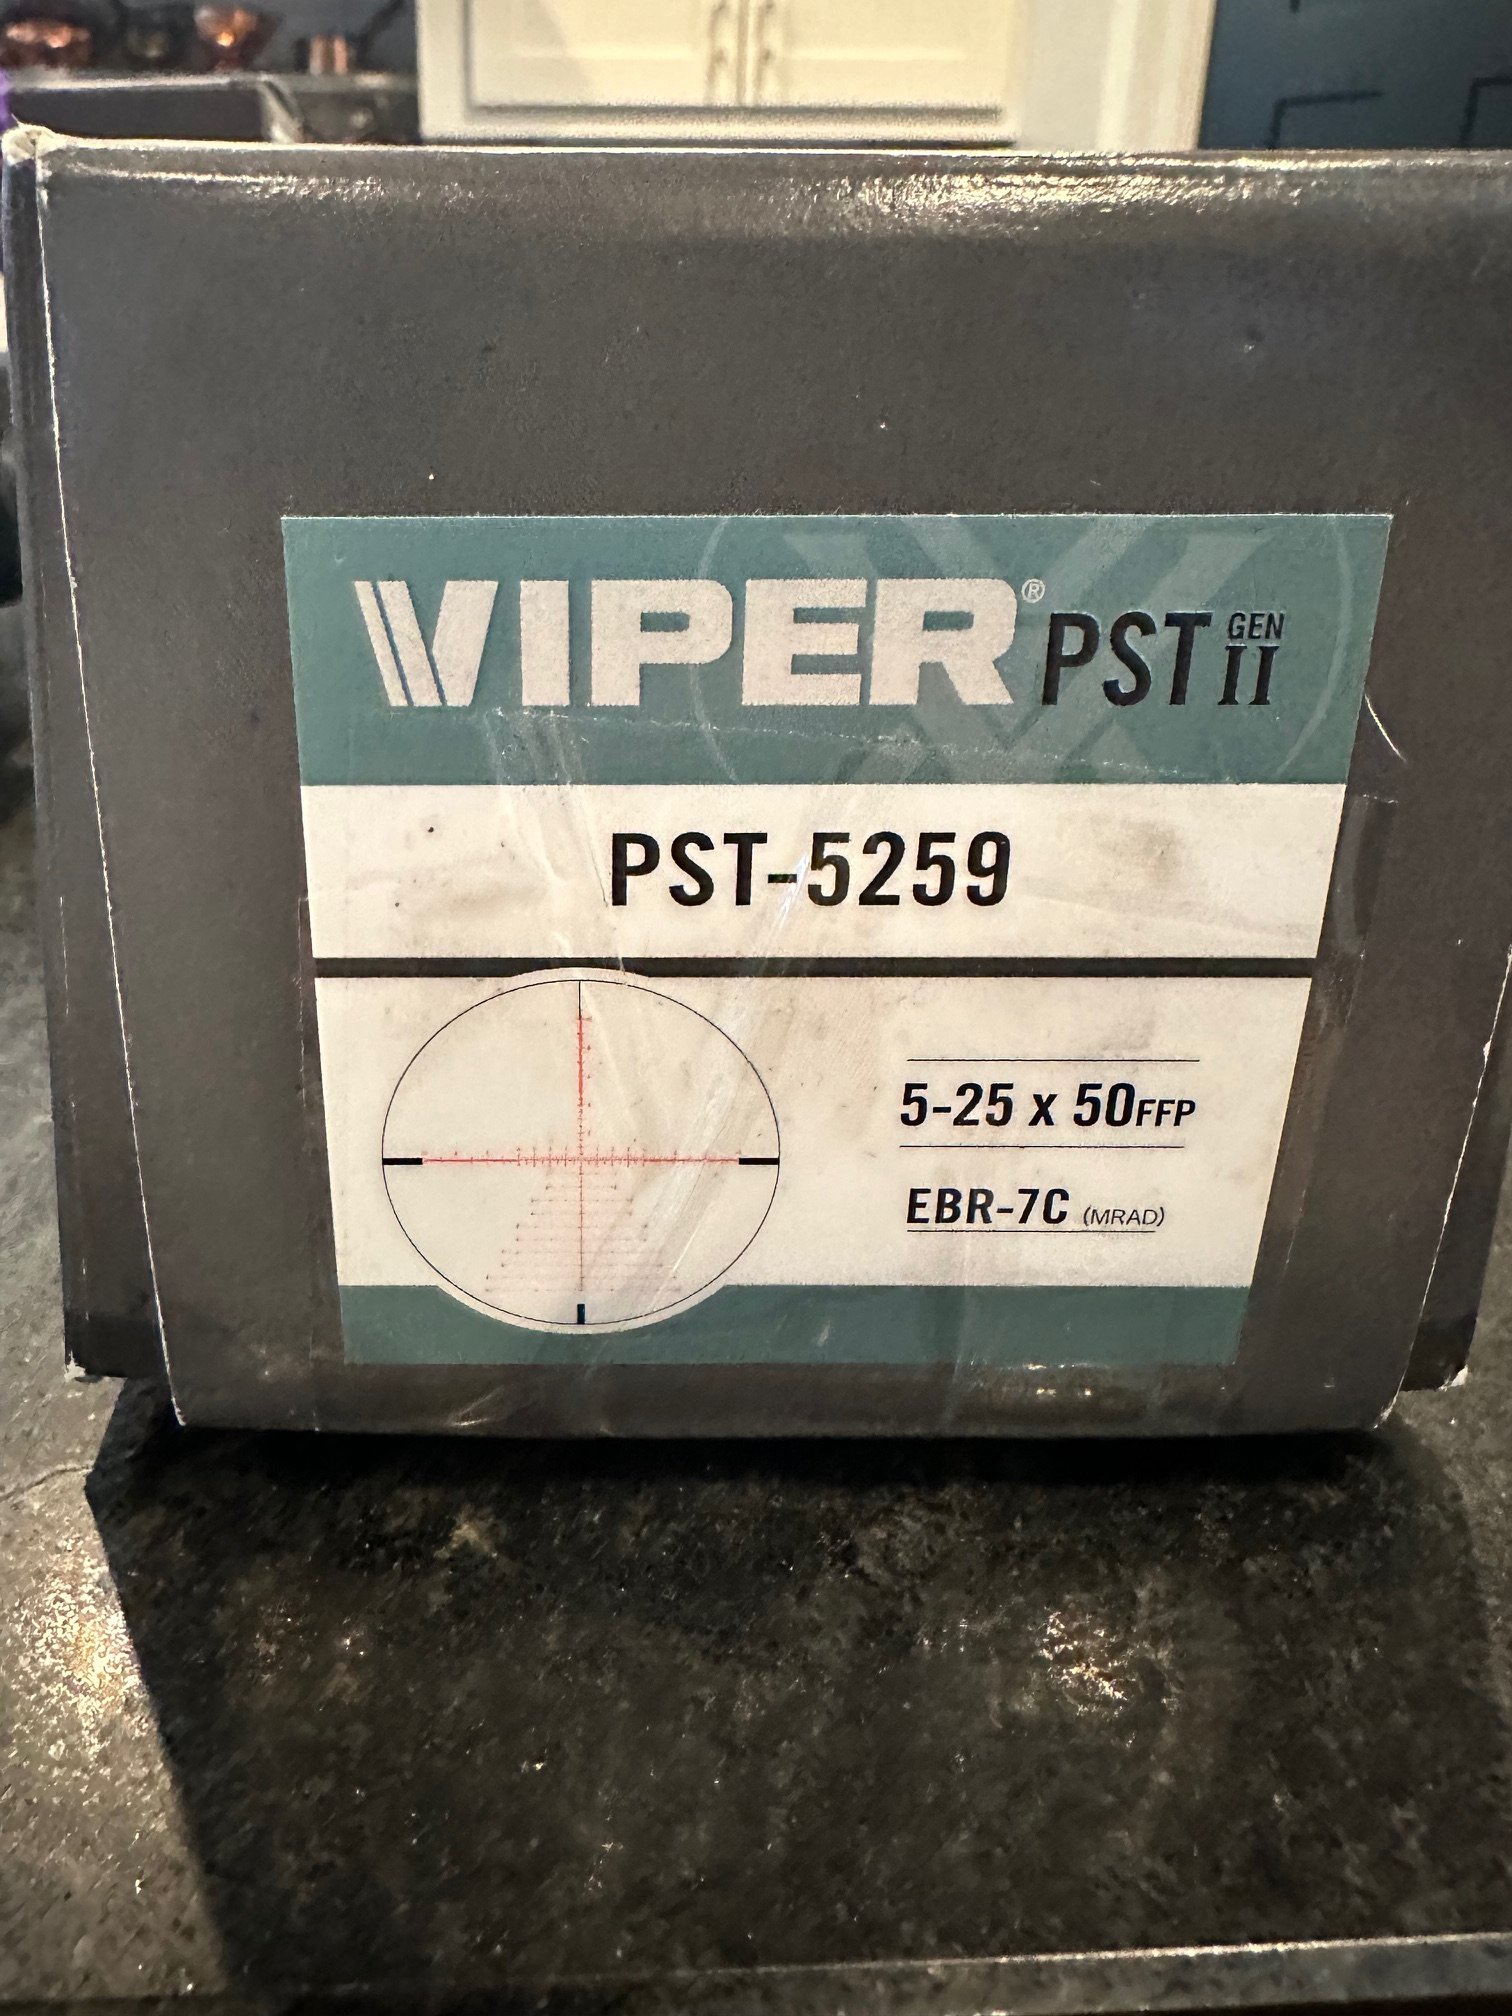 VIPER® PST GEN II
PST-5259
5-25 x 50FFP
EBR-7C (MRAD)